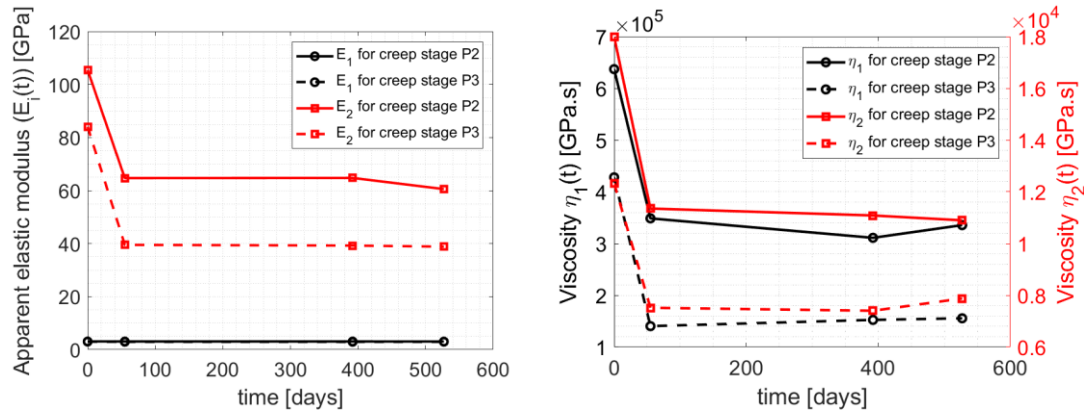 120
100
80
60
40
20
0
0 100 200 300 400 500 600
time [days]
Apparent elastic modulus (E_i(t)) [GPa]
E_1 for creep stage P2
E_1 for creep stage P3
E_2 for creep stage P2
E_2 for creep stage P3
×10^5
7
6
5
4
3
2
1
0 200 400 600
time [days]
Viscosity η_1(t) [GPa.s]
η_1 for creep stage P2
η_1 for creep stage P3
η_2 for creep stage P2
η_2 for creep stage P3
×10^4
1.8
1.6
1.4
1.2
1
0.8
0.6
Viscosity η_2(t) [GPa.s]